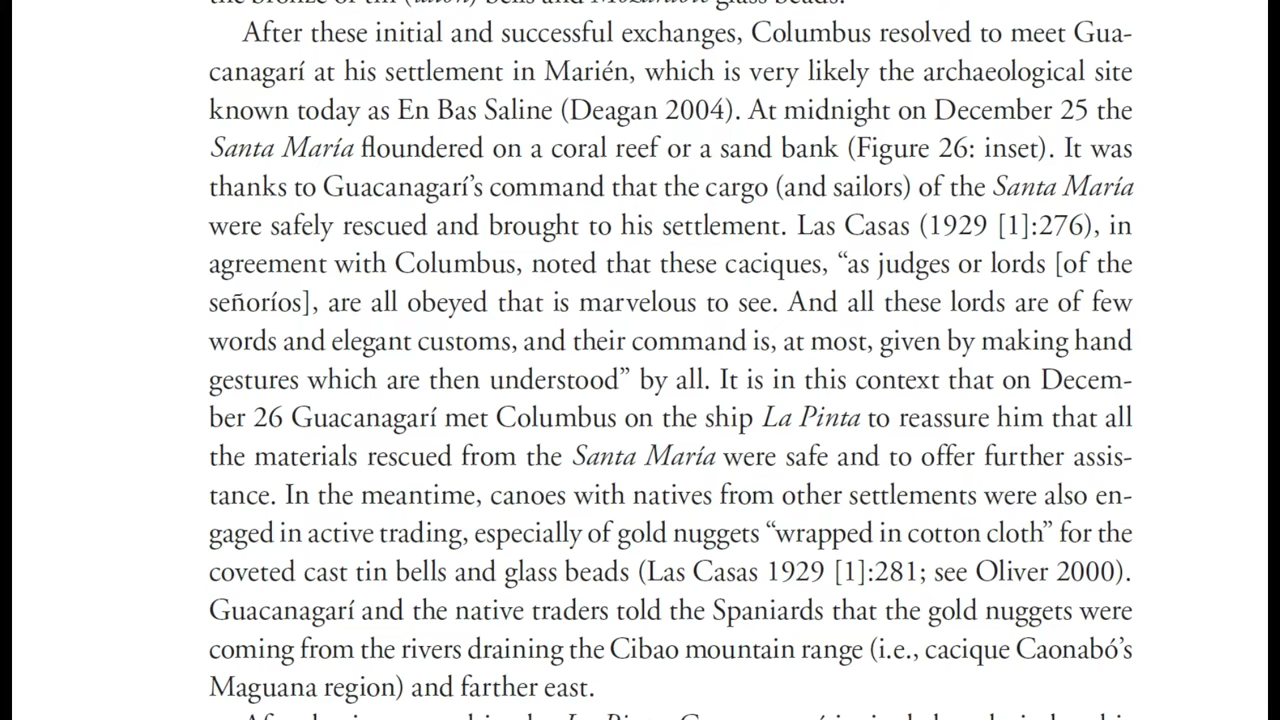 the bronze or tin (laton) bells and Mozarabic glass beads.
After these initial and successful exchanges, Columbus resolved to meet Gua-
canagarí at his settlement in Marién, which is very likely the archaeological site
known today as En Bas Saline (Deagan 2004). At midnight on December 25 the
Santa María floundered on a coral reef or a sand bank (Figure 26: inset). It was
thanks to Guacanagarí’s command that the cargo (and sailors) of the Santa María
were safely rescued and brought to his settlement. Las Casas (1929 [1]:276), in
agreement with Columbus, noted that these caciques, “as judges or lords [of the
señoríos], are all obeyed that is marvelous to see. And all these lords are of few
words and elegant customs, and their command is, at most, given by making hand
gestures which are then understood” by all. It is in this context that on Decem-
ber 26 Guacanagarí met Columbus on the ship La Pinta to reassure him that all
the materials rescued from the Santa María were safe and to offer further assis-
tance. In the meantime, canoes with natives from other settlements were also en-
gaged in active trading, especially of gold nuggets “wrapped in cotton cloth” for the
coveted cast tin bells and glass beads (Las Casas 1929 [1]:281; see Oliver 2000).
Guacanagarí and the native traders told the Spaniards that the gold nuggets were
coming from the rivers draining the Cibao mountain range (i.e., cacique Caonabó’s
Maguana region) and farther east.